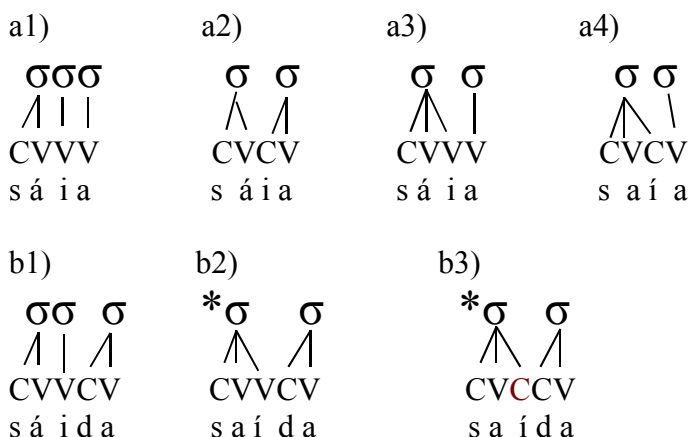 a1) a2) a3) a4)
σσσ σ σ σ σ σ σ
CVVV CVCV CVVV CVCV
s á i a s á i a s á i a s a í a
b1) b2) b3)
σσ σ *σ σ *σ σ
CVVCV CVVCV CVCCV
s á i d a s a í d a s a í d a